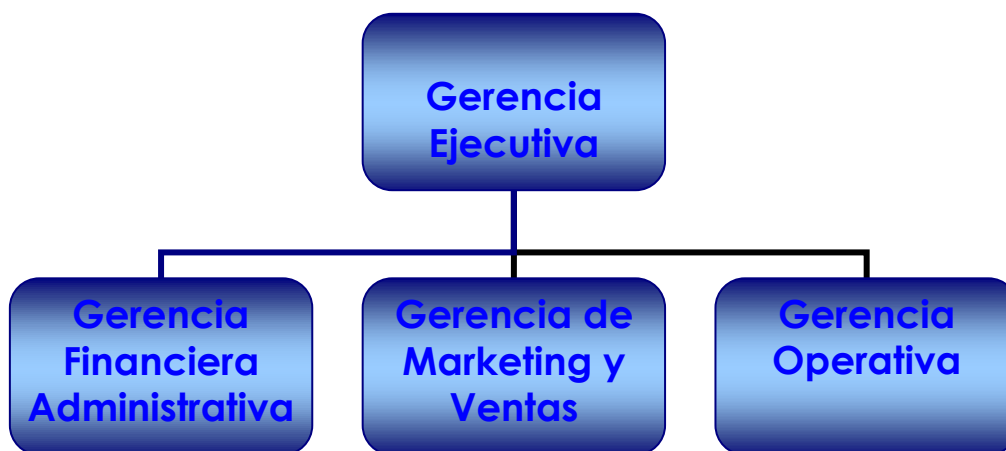 Gerencia
Ejecutiva
Gerencia
Financiera
Administrativa
Gerencia de
Marketing y
Ventas
Gerencia
Operativa